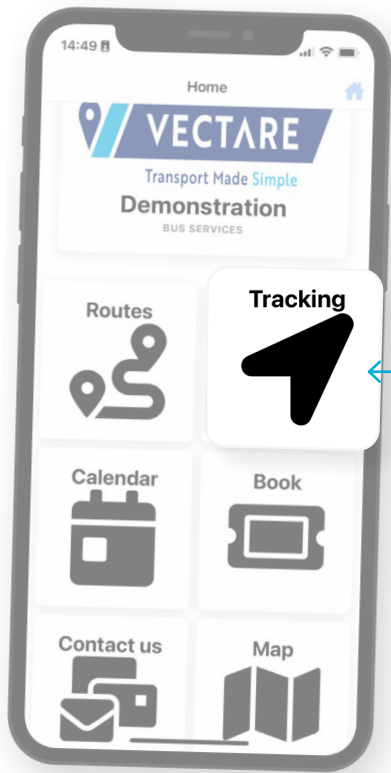 14:49
Home
VECTARE
Transport Made Simple
Demonstration
BUS SERVICES
Routes
Tracking
Calendar
Book
Contact us
Map